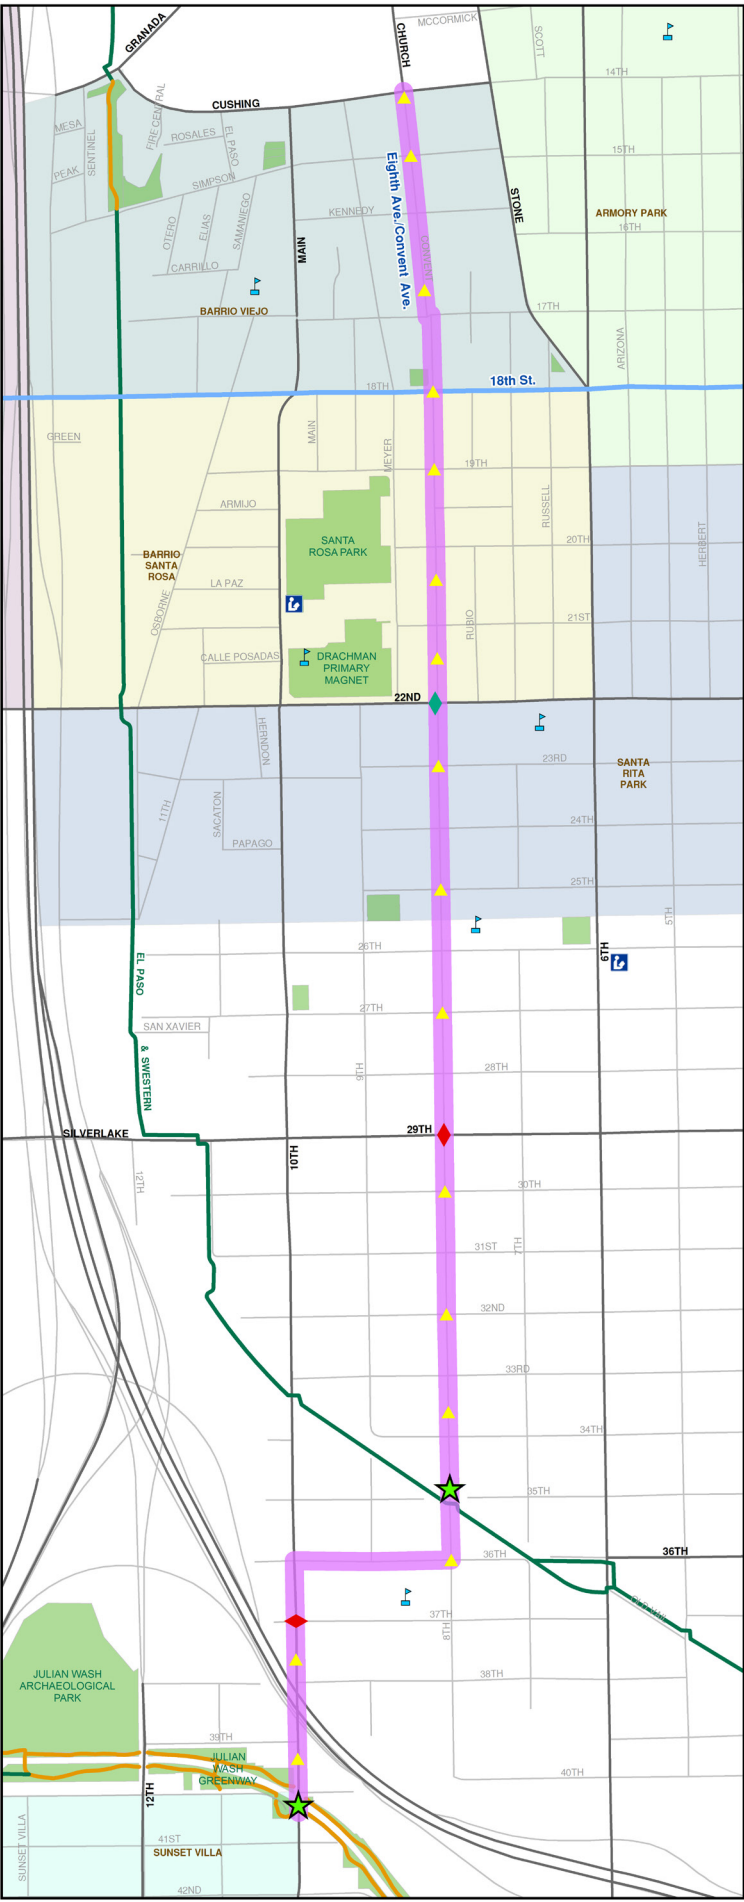 MCCORMICK
GRANADA
CHURCH
SCOTT
14TH
CUSHING
FIRE CENTRAL
MESA
SENTINEL
ROSALES
EL PASO
15TH
PEAK
SIMPSON
Eighth Ave./Convent Ave.
STONE
KENNEDY
ARMORY PARK
16TH
OTERO
ELIAS
SAMANIEGO
MAIN
CONVENT
CARRILLO
BARRIO VIEJO
17TH
ARIZONA
18TH
18th St.
GREEN
MAIN
MEYER
19TH
ARMIJO
RUSSELL
SANTA
ROSA PARK
20TH
HERBERT
BARRIO
SANTA
ROSA
LA PAZ
OSBORNE
RUBIO
21ST
CALLE POSADAS
DRACHMAN
PRIMARY
MAGNET
22ND
HERNDON
23RD
SANTA
RITA
PARK
11TH
SACATON
24TH
PAPAGO
25TH
5TH
26TH
6TH
EL PASO
& SWESTERN
27TH
SAN XAVIER
9TH
28TH
SILVERLAKE
29TH
10TH
12TH
30TH
31ST
7TH
32ND
33RD
34TH
35TH
36TH
36TH
OLD VAIL
37TH
8TH
JULIAN WASH
ARCHAEOLOGICAL
PARK
38TH
39TH
JULIAN
WASH
GREENWAY
40TH
12TH
SUNSET VILLA
41ST
SUNSET VILLA
42ND